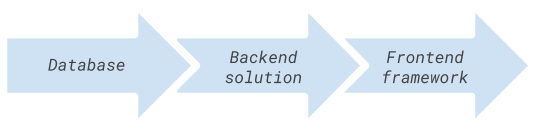 Database
Backend
solution
Frontend
framework